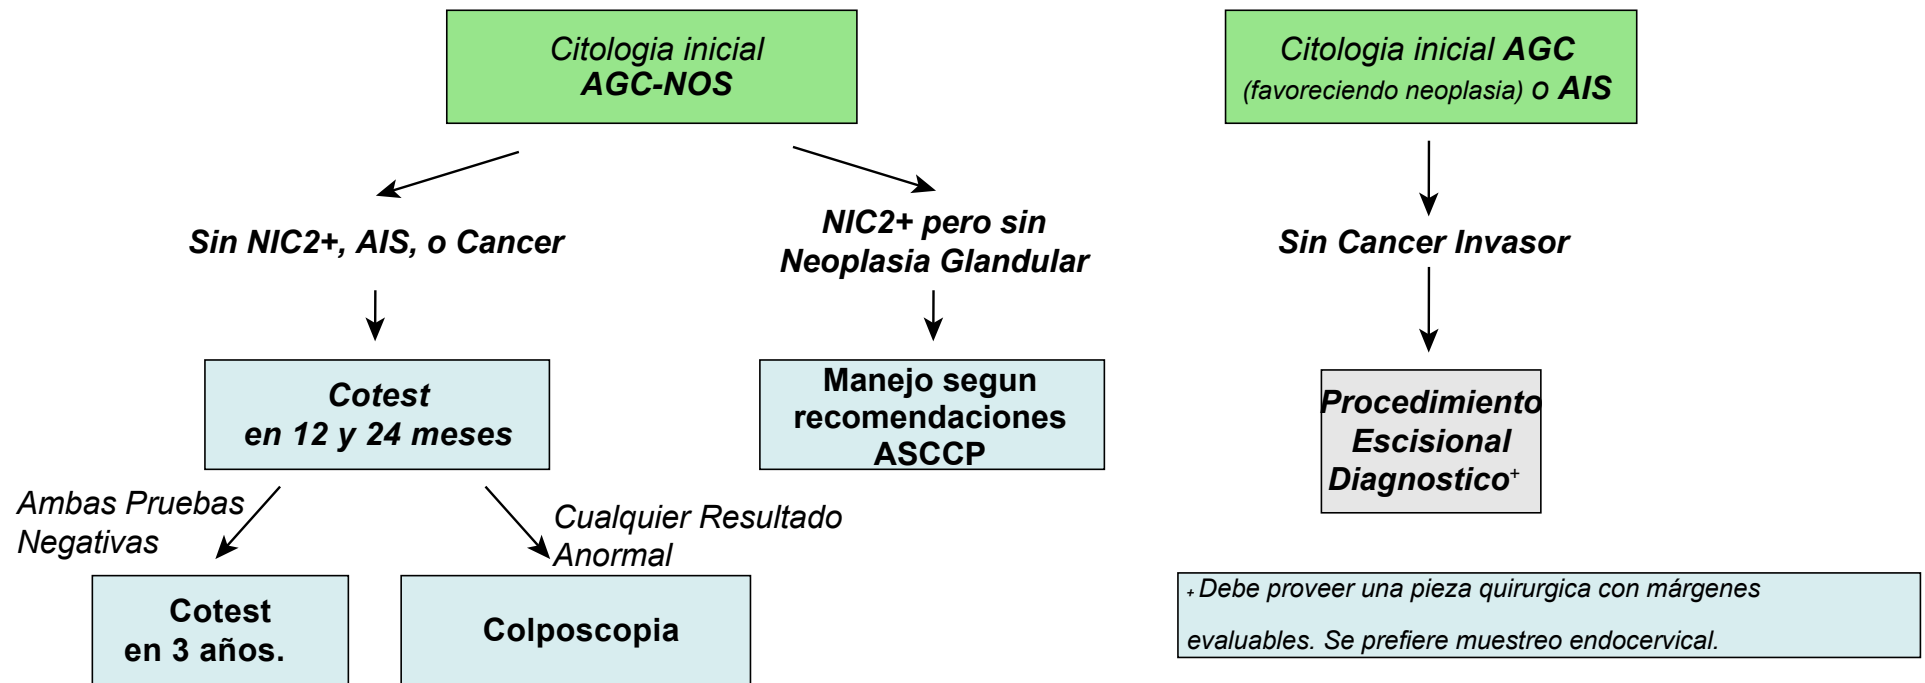 Citologia inicial
AGC-NOS
Citologia inicial AGC
(favoreciendo neoplasia) o AIS
Sin NIC2+, AIS, o Cancer
NIC2+ pero sin
Neoplasia Glandular
Sin Cancer Invasor
Cotest
en 12 y 24 meses
Manejo segun
recomendaciones
ASCCP
Procedimiento
Escisional
Diagnostico+
Ambas Pruebas
Negativas
Cualquier Resultado
Anormal
Cotest
en 3 años.
Colposcopia
+ Debe proveer una pieza quirurgica con márgenes
evaluables. Se prefiere muestreo endocervical.